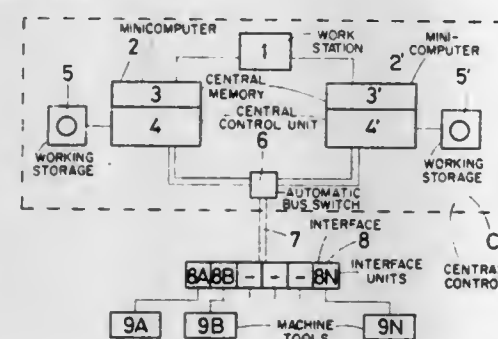 MINICOMPUTER
2
1
WORK
STATION
MINI-
COMPUTER
2'
5
3
CENTRAL
MEMORY
3'
5'
4
CENTRAL
CONTROL UNIT
4'
6
WORKING
STORAGE
WORKING
STORAGE
AUTOMATIC
BUS SWITCH
7
INTERFACE
8
C
8A 8B - - - 8N
INTERFACE
UNITS
CENTRAL
CONTROL
9A
9B
MACHINE
TOOLS
9N